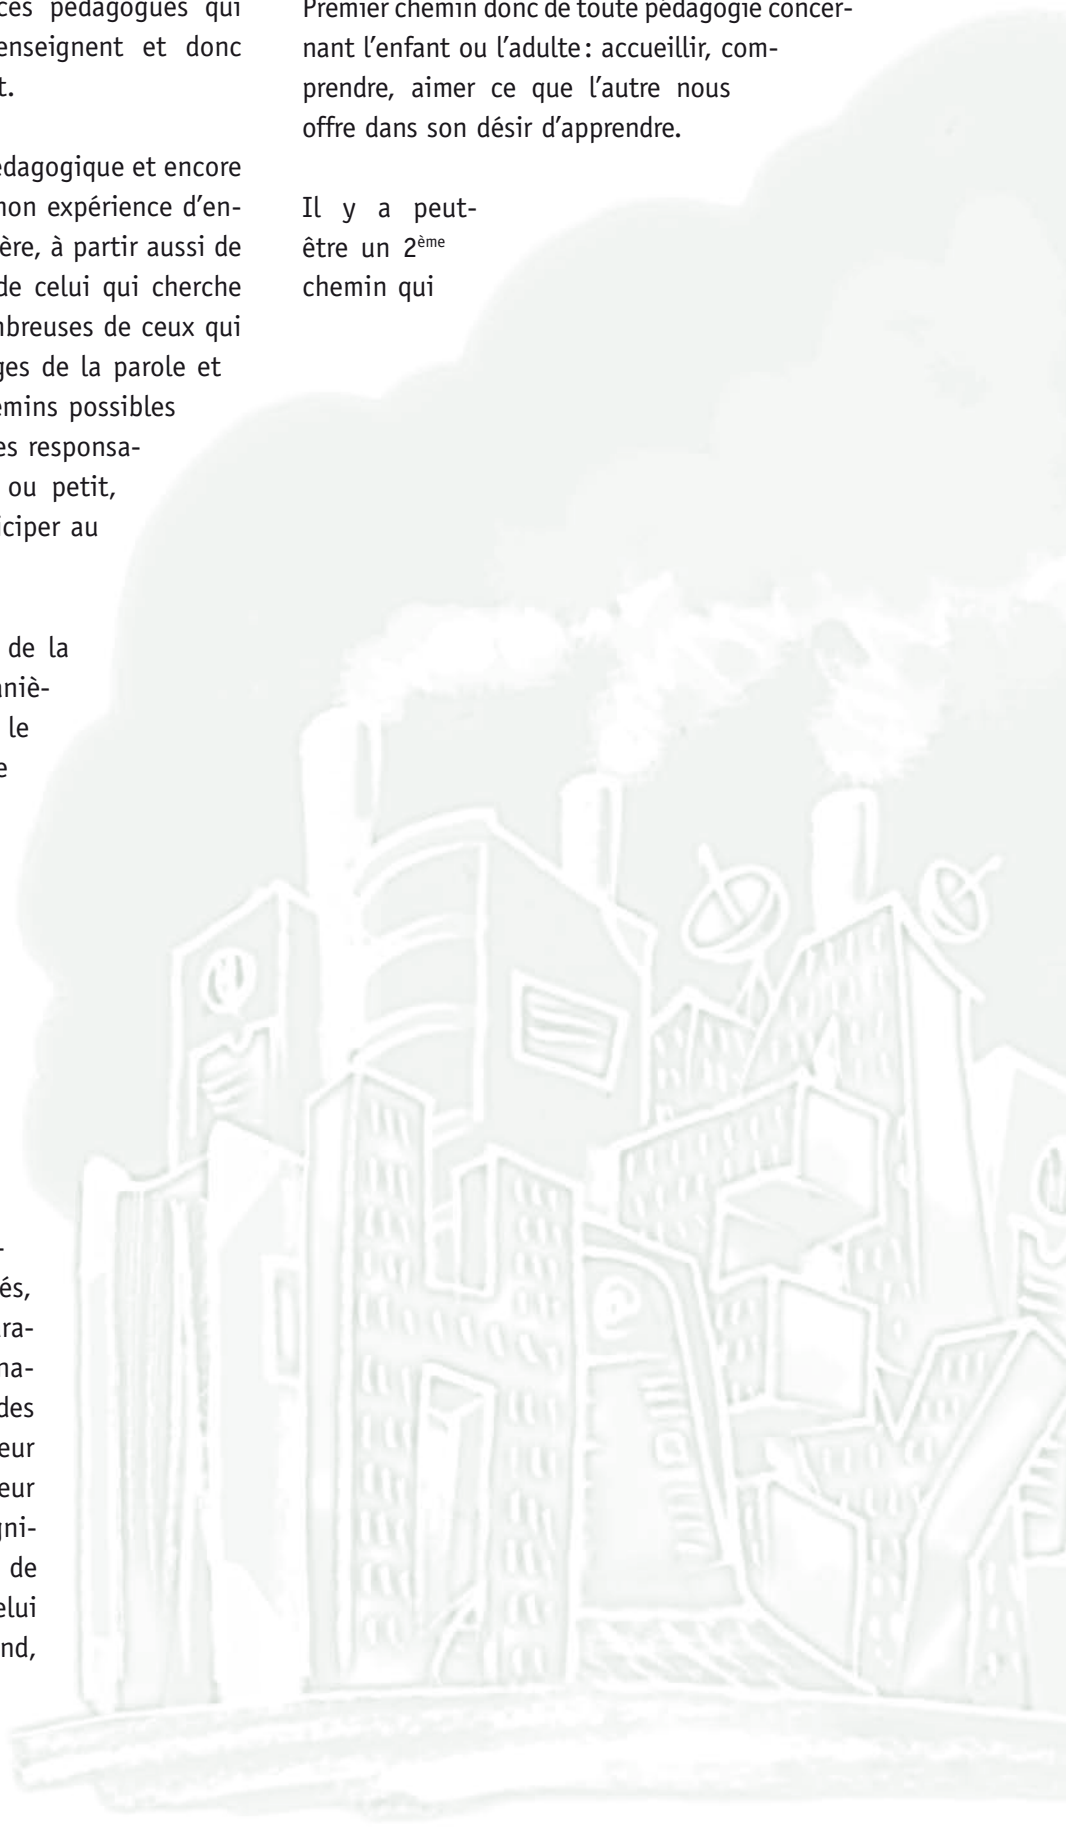 ces pédagogues qui
enseignent et donc
t.
édagogique et encore
mon expérience d’en-
ère, à partir aussi de
de celui qui cherche
mbreuses de ceux qui
ges de la parole et
emins possibles
es responsa-
ou petit,
iciper au
de la
aniè-
le
e
-
és,
ara-
na-
des
eur
eur
gni-
de
elui
nd,
Premier chemin donc de toute pédagogie concer-
nant l’enfant ou l’adulte : accueillir, com-
prendre, aimer ce que l’autre nous
offre dans son désir d’apprendre.
Il y a peut-
être un 2ème
chemin qui